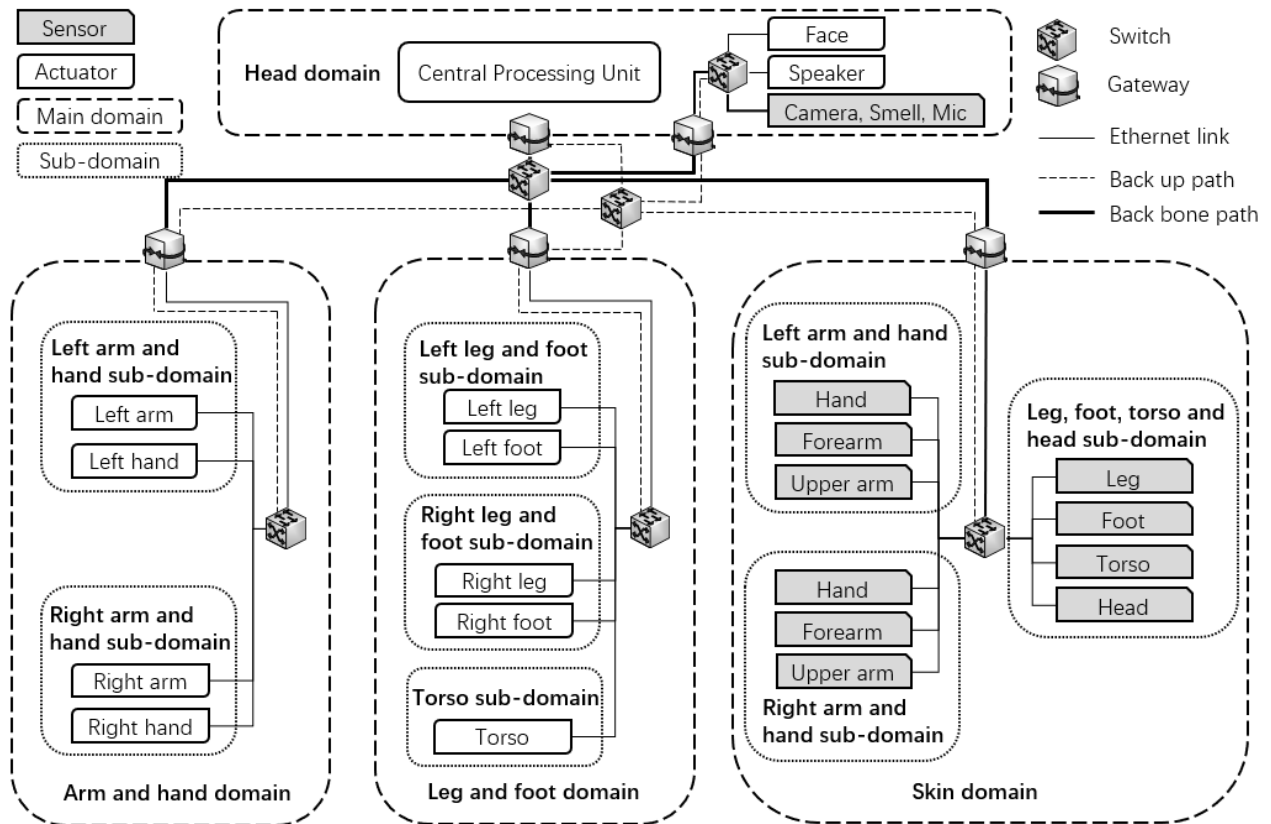 Sensor
Actuator
Main domain
Sub-domain
Head domain
Central Processing Unit
Face
Speaker
Camera, Smell, Mic
Switch
Gateway
Ethernet link
Back up path
Back bone path
Left arm and
hand sub-domain
Left arm
Left hand
Right arm and
hand sub-domain
Right arm
Right hand
Arm and hand domain
Left leg and foot
sub-domain
Left leg
Left foot
Right leg and
foot sub-domain
Right leg
Right foot
Torso sub-domain
Torso
Leg and foot domain
Left arm and hand
sub-domain
Hand
Forearm
Upper arm
Hand
Forearm
Upper arm
Right arm and
hand sub-domain
Leg, foot, torso and
head sub-domain
Leg
Foot
Torso
Head
Skin domain